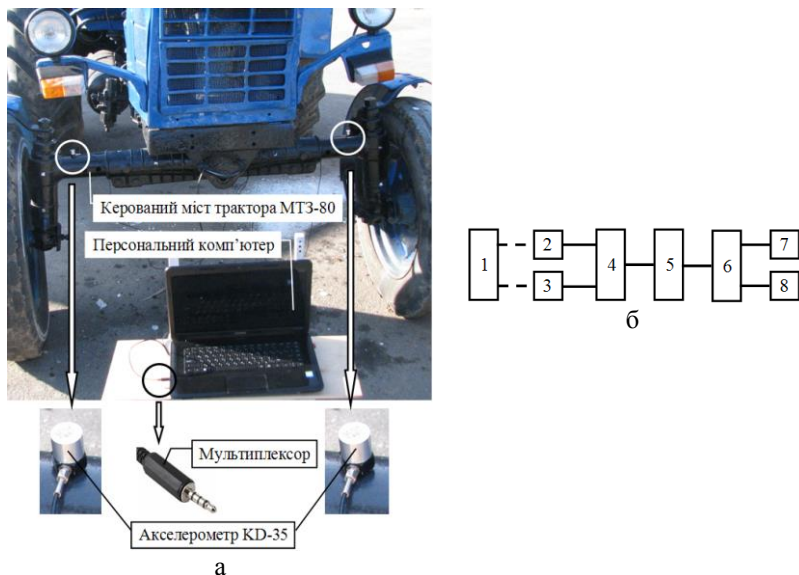 Керований міст трактора МТЗ-80
Персональний комп’ютер
Мультиплексор
Акселерометр KD-35
а
1
2
3
4
5
6
7
8
б